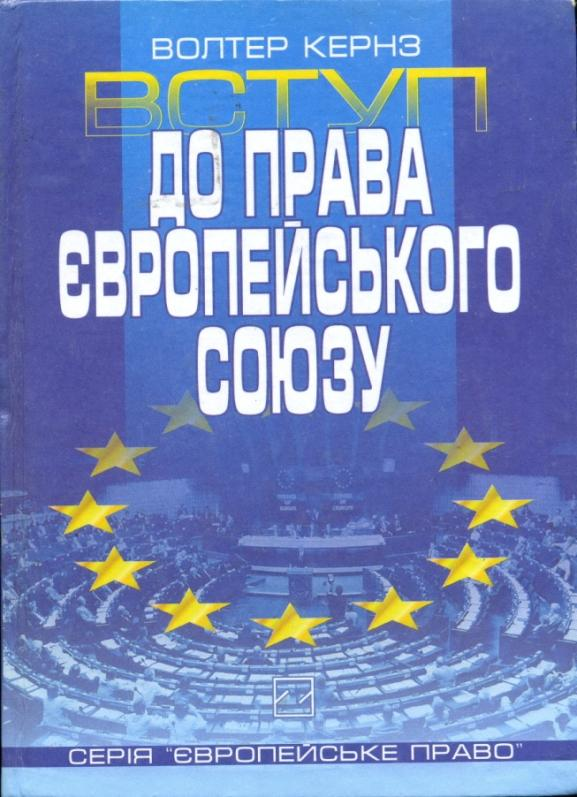 ВОЛТЕР КЕРНЗ
ВСТУП
ДО ПРАВА
ЄВРОПЕЙСЬКОГО
СОЮЗУ
СЕРІЯ "ЄВРОПЕЙСЬКЕ ПРАВО"